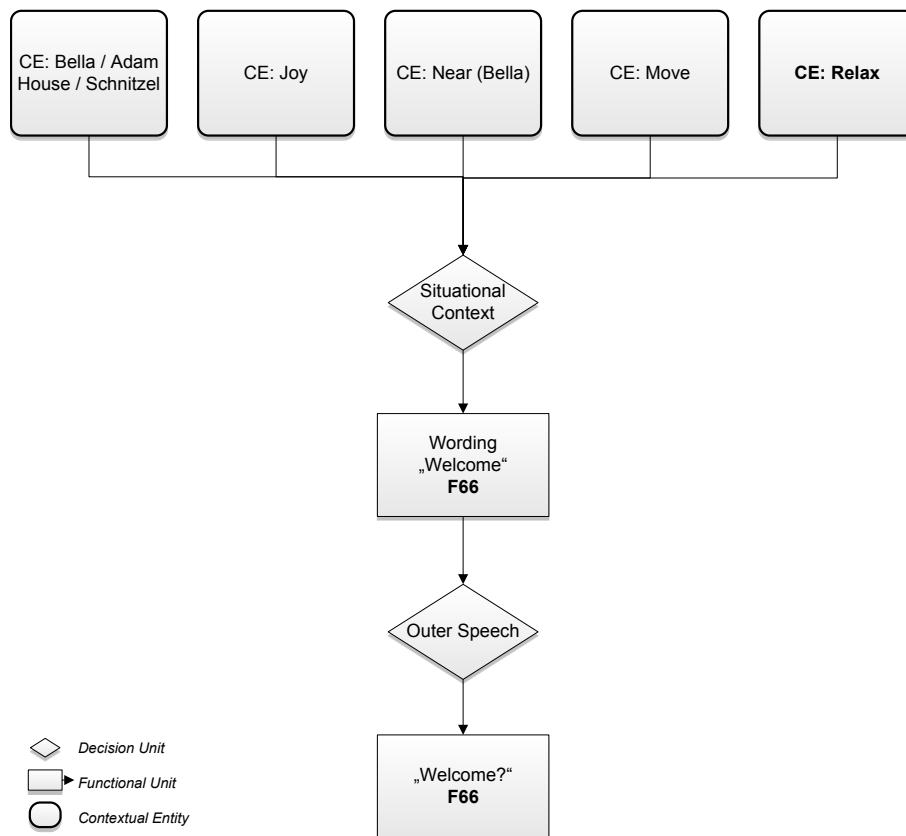 CE: Bella / Adam
House / Schnitzel
CE: Joy
CE: Near (Bella)
CE: Move
CE: Relax
Situational
Context
Wording
„Welcome“
F66
Outer Speech
„Welcome?“
F66
Decision Unit
Functional Unit
Contextual Entity